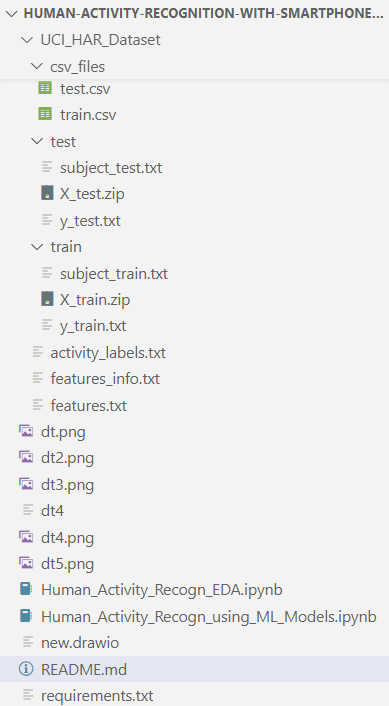 HUMAN-ACTIVITY-RECOGNITION-WITH-SMARTPHONE...
UCI_HAR_Dataset
csv_files
test.csv
train.csv
test
subject_test.txt
X_test.zip
y_test.txt
train
subject_train.txt
X_train.zip
y_train.txt
activity_labels.txt
features_info.txt
features.txt
dt.png
dt2.png
dt3.png
dt4
dt4.png
dt5.png
Human_Activity_Recogn_EDA.ipynb
Human_Activity_Recogn_using_ML_Models.ipynb
new.drawio
README.md
requirements.txt